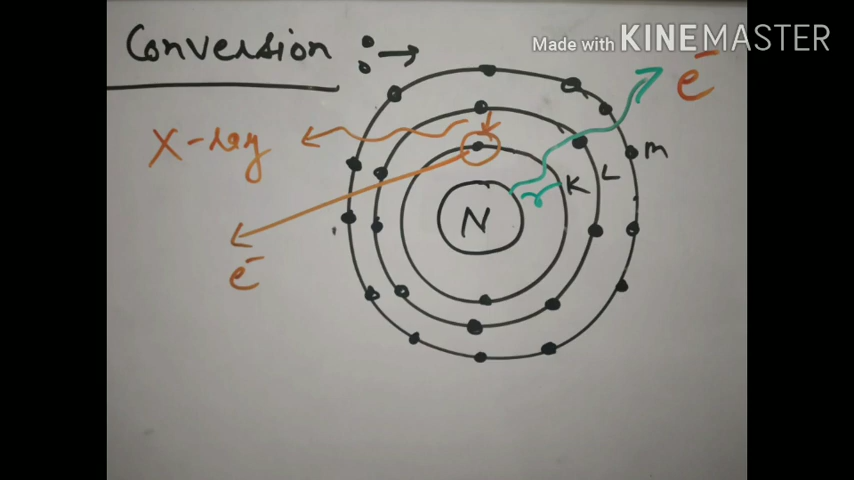 Conversion :→
Made with KINEMASTER
e⁻
X-ray
m
L
K
γ
N
e⁻